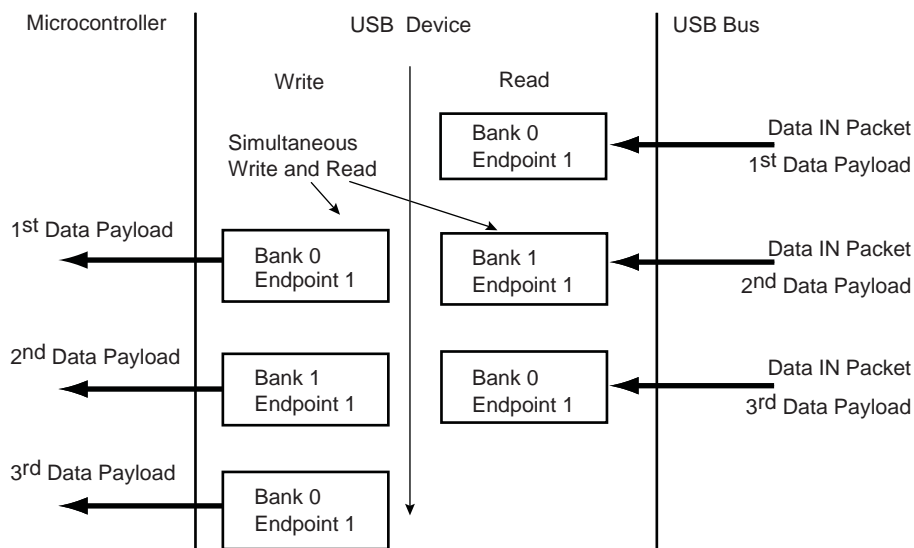 Microcontroller
USB Device
USB Bus
Write
Read
Bank 0
Endpoint 1
Data IN Packet
1st Data Payload
Simultaneous
Write and Read
1st Data Payload
Bank 0
Endpoint 1
Bank 1
Endpoint 1
Data IN Packet
2nd Data Payload
2nd Data Payload
Bank 1
Endpoint 1
Bank 0
Endpoint 1
Data IN Packet
3rd Data Payload
3rd Data Payload
Bank 0
Endpoint 1